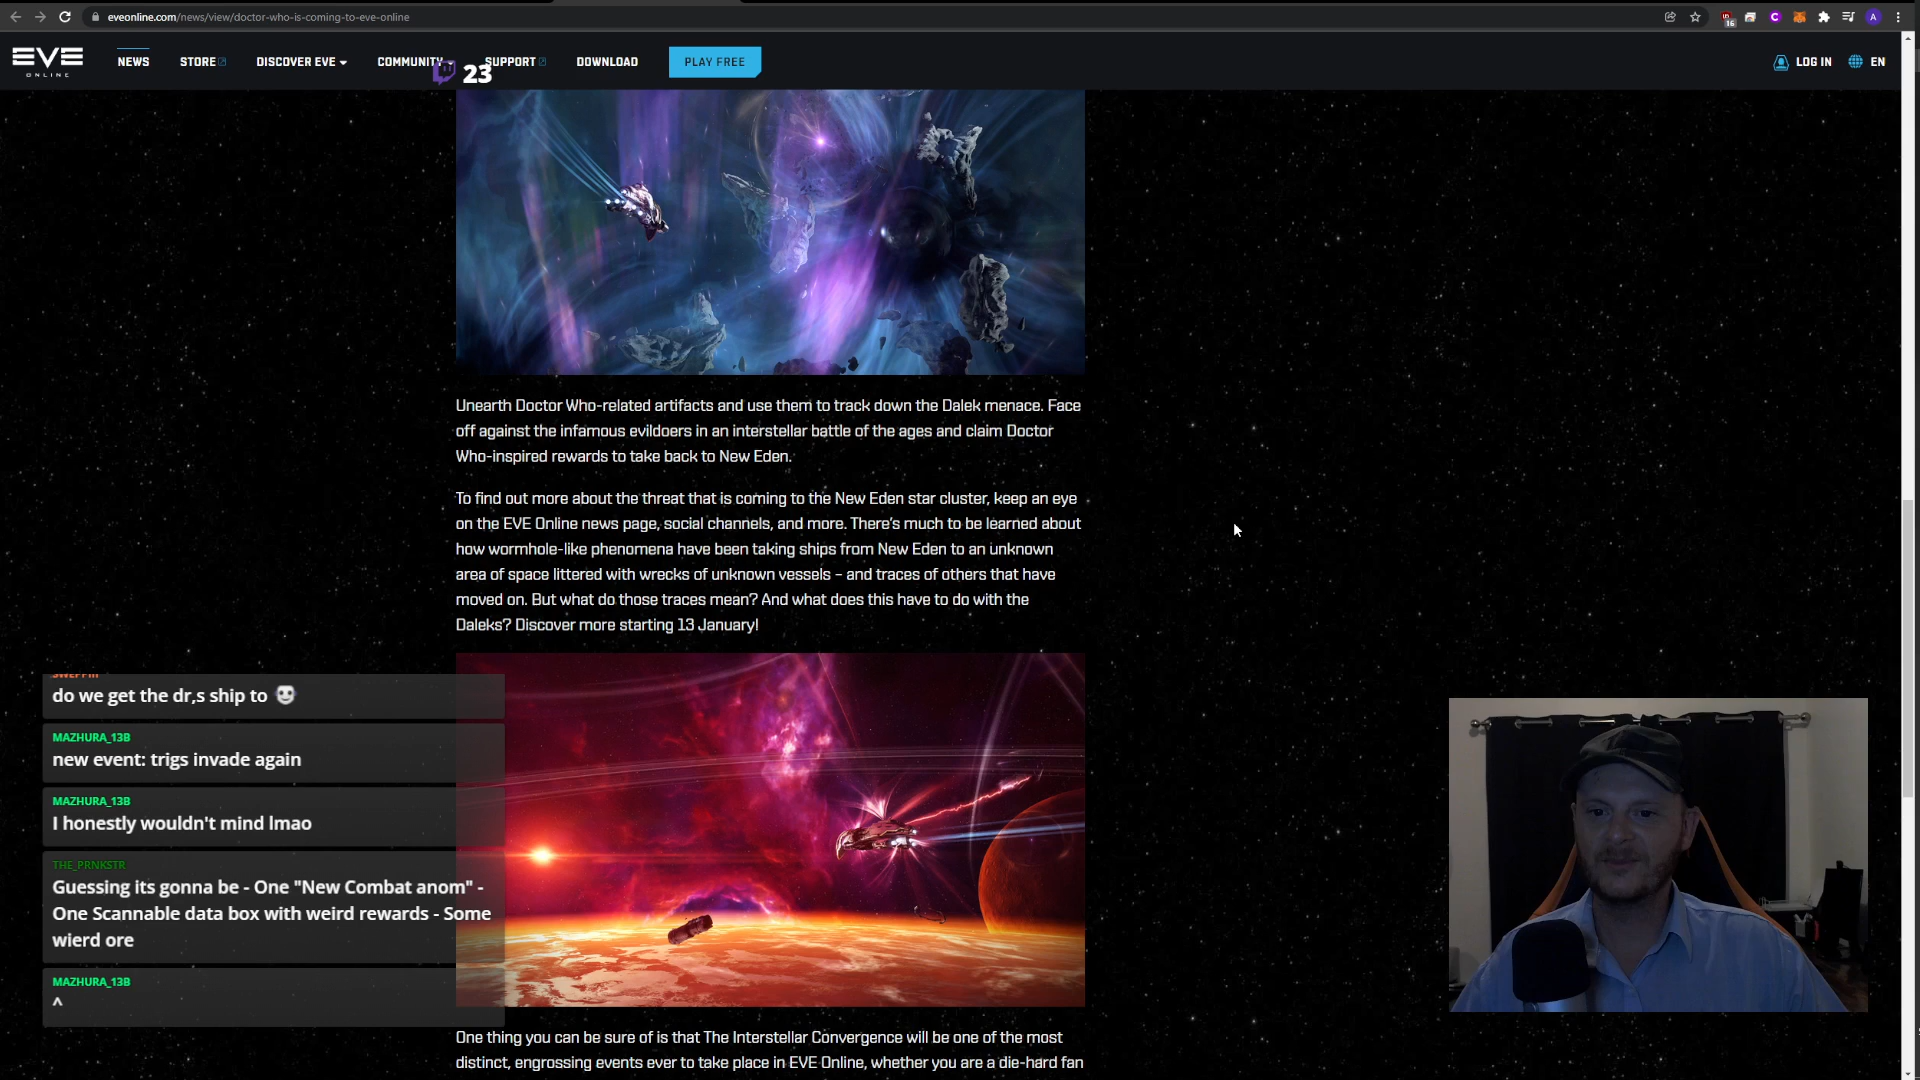 eveonline.com/news/view/doctor-who-is-coming-to-eve-online
16
A
EVE
ONLINE
NEWS
STORE
DISCOVER EVE
COMMUNITY
SUPPORT
DOWNLOAD
PLAY FREE
LOG IN
EN
23
Unearth Doctor Who-related artifacts and use them to track down the Dalek menace. Face
off against the infamous evildoers in an interstellar battle of the ages and claim Doctor
Who-inspired rewards to take back to New Eden.
To find out more about the threat that is coming to the New Eden star cluster, keep an eye
on the EVE Online news page, social channels, and more. There's much to be learned about
how wormhole-like phenomena have been taking ships from New Eden to an unknown
area of space littered with wrecks of unknown vessels – and traces of others that have
moved on. But what do those traces mean? And what does this have to do with the
Daleks? Discover more starting 13 January!
do we get the dr,s ship to
MAZHURA_13B
new event: trigs invade again
MAZHURA_13B
I honestly wouldn't mind lmao
THE_PRNKSTR
Guessing its gonna be - One "New Combat anom" -
One Scannable data box with weird rewards - Some
wierd ore
MAZHURA_13B
^
One thing you can be sure of is that The Interstellar Convergence will be one of the most
distinct, engrossing events ever to take place in EVE Online, whether you are a die-hard fan